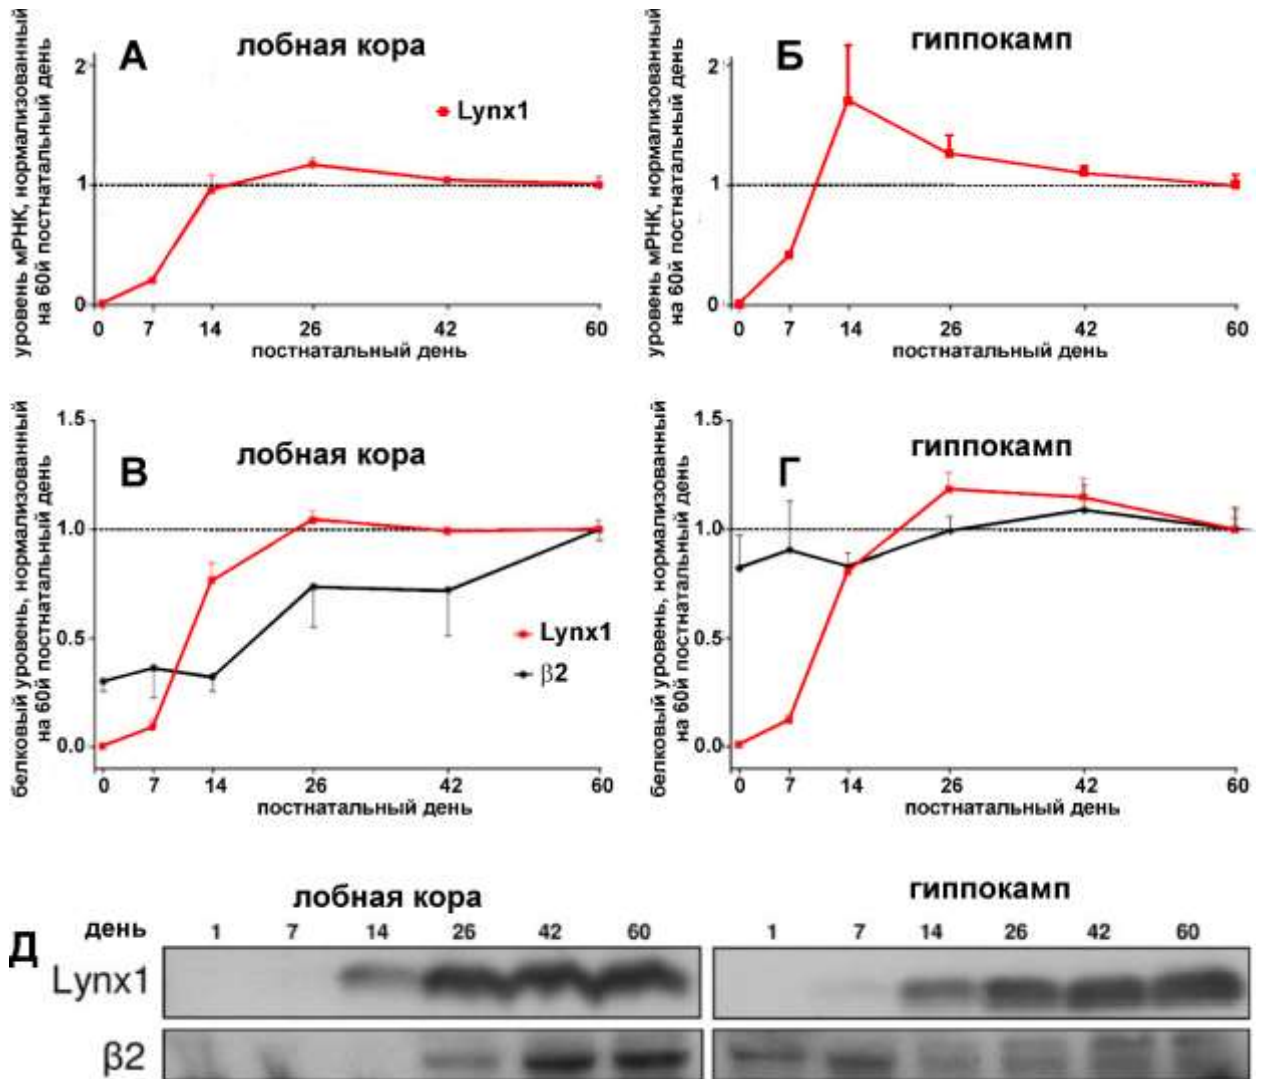 А
лобная кора
уровень мРНК, нормализованный
на 60й постнатальный день
2
1
0
Lynx1
0 7 14 26 42 60
постнатальный день
Б
гиппокамп
уровень мРНК, нормализованный
на 60й постнатальный день
2
1
0
0 7 14 26 42 60
постнатальный день
В
лобная кора
белковый уровень, нормализованный
на 60й постнатальный день
1.5
1.0
0.5
0.0
Lynx1
β2
0 7 14 26 42 60
постнатальный день
Г
гиппокамп
белковый уровень, нормализованный
на 60й постнатальный день
1.5
1.0
0.5
0.0
0 7 14 26 42 60
постнатальный день
Д
лобная кора
гиппокамп
день 1 7 14 26 42 60
1 7 14 26 42 60
Lynx1
β2